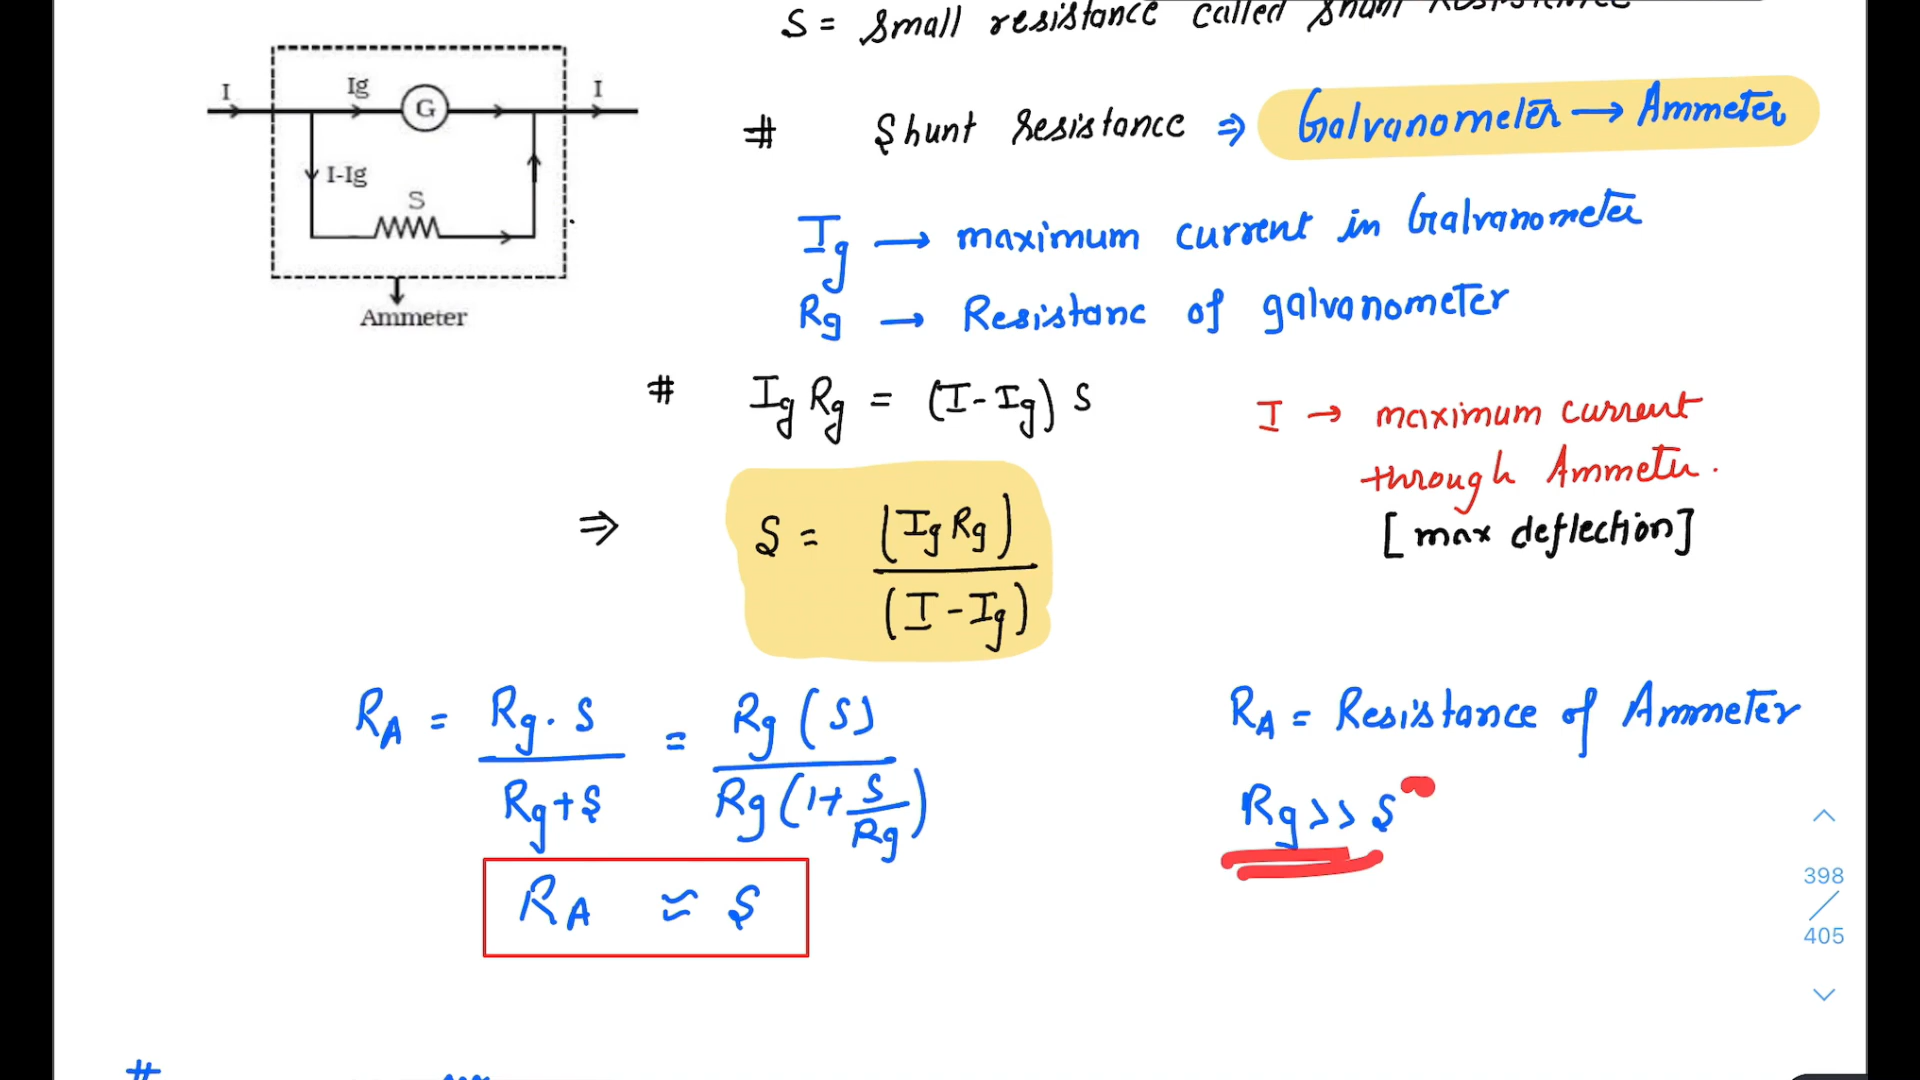 S = small resistance called shunt Resistance
I
Ig
G
I
I-Ig
S
Ammeter
# Shunt resistance ⇒ Galvanometer → Ammeter
Ig → maximum current in Galvanometer
Rg → Resistanc of galvanometer
# Ig Rg = (I - Ig) S
I → maximum current
through Ammeter.
[max deflection]
⇒ S = (Ig Rg) / (I - Ig)
RA = Rg . S / Rg + S = Rg (S) / Rg (1 + S/Rg)
RA = Resistance of Ammeter
Rg >> S
RA ≈ S
398
/
405
#